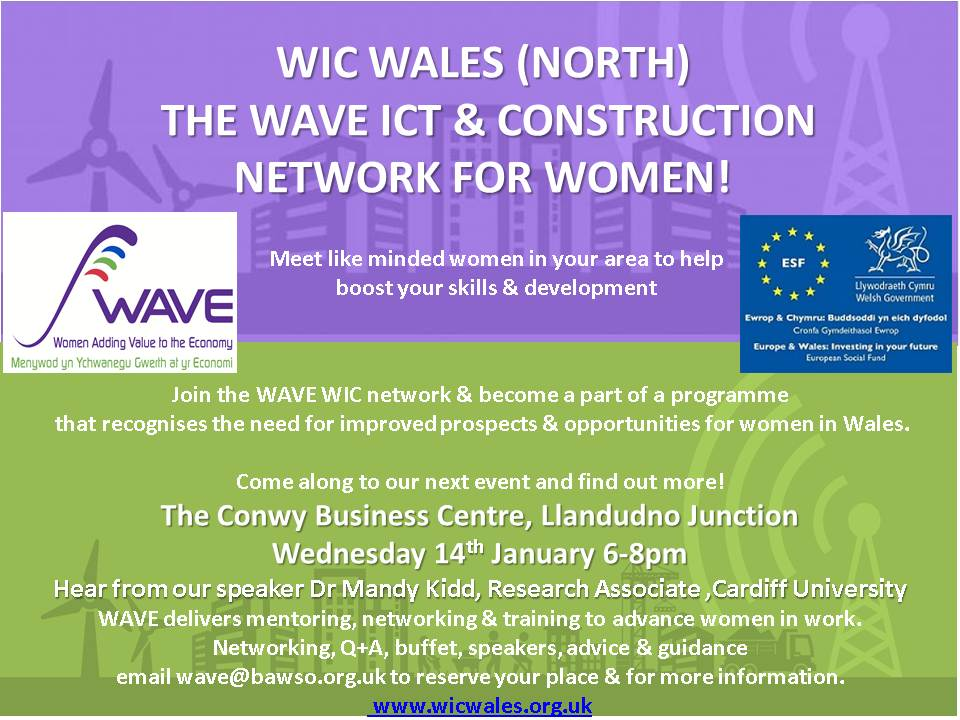 WIC WALES (NORTH)
THE WAVE ICT & CONSTRUCTION
NETWORK FOR WOMEN!
WAVE
Women Adding Value to the Economy
Menywod yn Ychwanegu Gwerth at yr Economi
Meet like minded women in your area to help
boost your skills & development
ESF
Llywodraeth Cymru
Welsh Government
Ewrop & Chymru: Buddsoddi yn eich dyfodol
Cronfa Gymdeithasol Ewrop
Europe & Wales: Investing in your future
European Social Fund
Join the WAVE WIC network & become a part of a programme
that recognises the need for improved prospects & opportunities for women in Wales.
Come along to our next event and find out more!
The Conwy Business Centre, Llandudno Junction
Wednesday 14th January 6-8pm
Hear from our speaker Dr Mandy Kidd, Research Associate ,Cardiff University
WAVE delivers mentoring, networking & training to advance women in work.
Networking, Q+A, buffet, speakers, advice & guidance
email wave@bawso.org.uk to reserve your place & for more information.
www.wicwales.org.uk